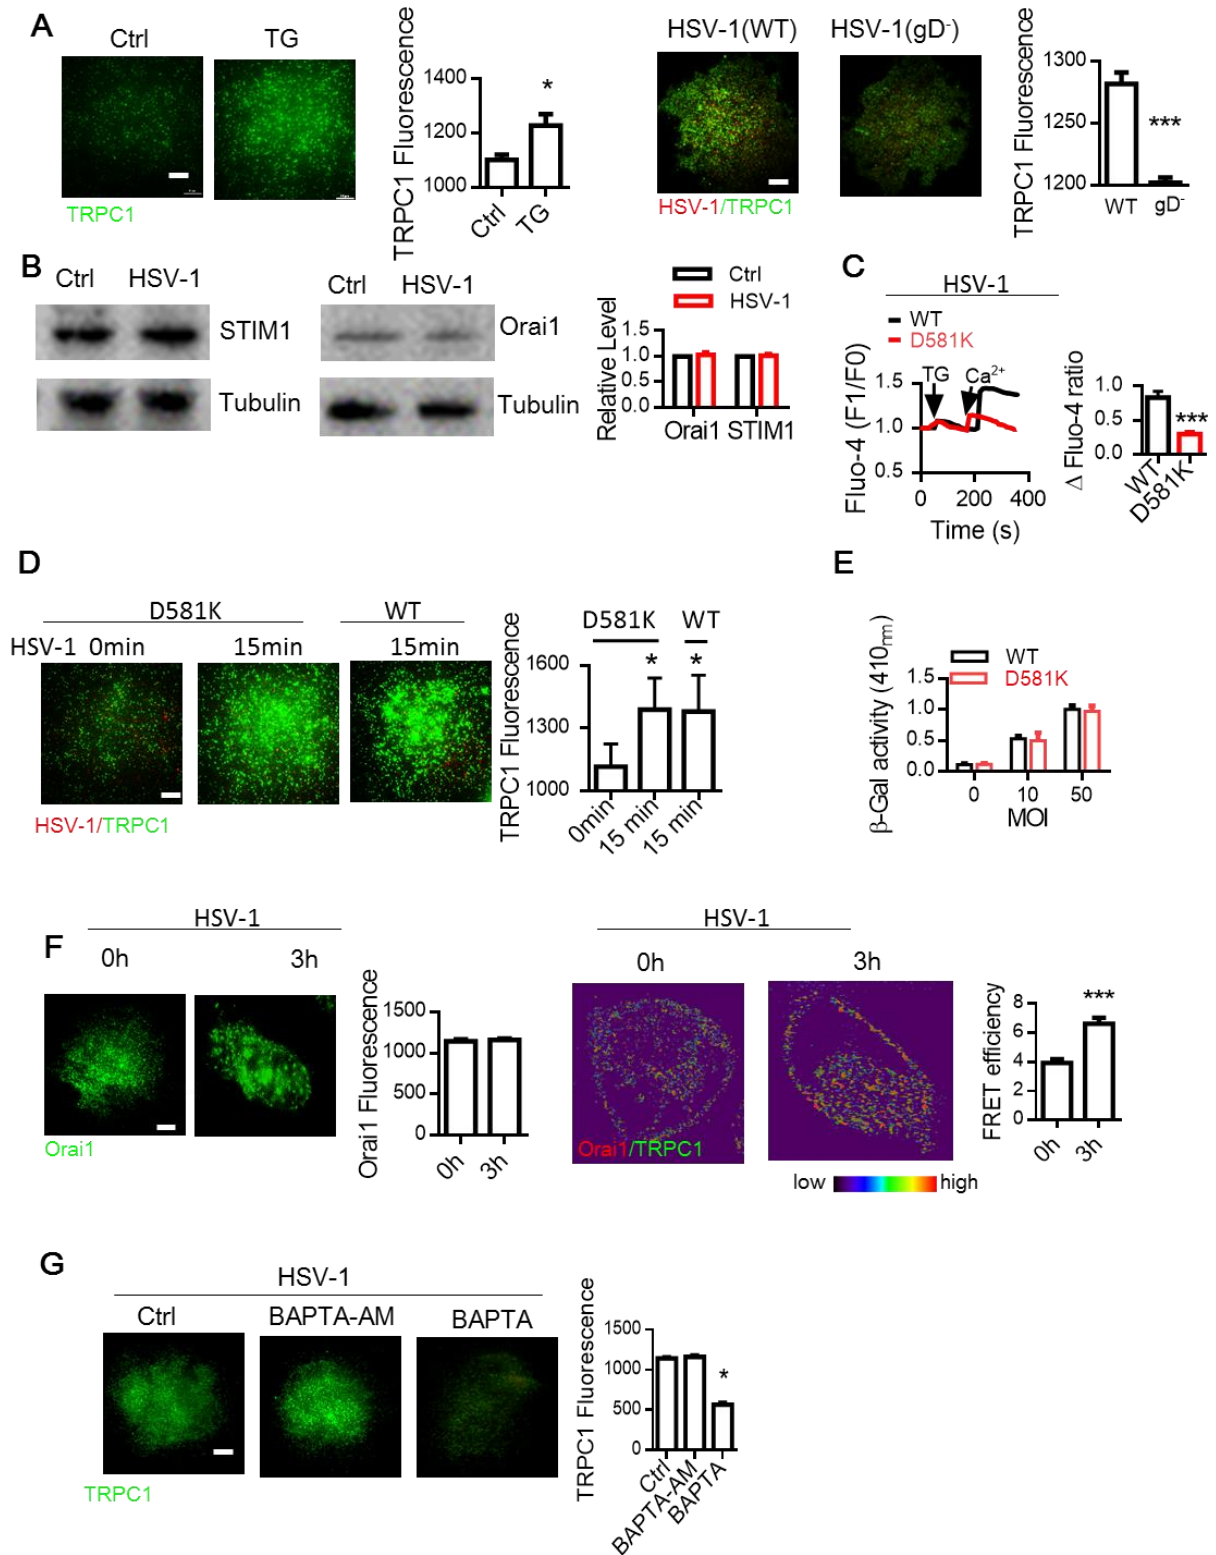 A
Ctrl
TG
TRPC1
TRPC1 Fluorescence
1400
1200
1000
*
Ctrl
TG
HSV-1(WT)
HSV-1(gD⁻)
HSV-1/TRPC1
TRPC1 Fluorescence
1300
1250
1200
***
WT
gD⁻
B
Ctrl
HSV-1
STIM1
Tubulin
Ctrl
HSV-1
Orai1
Tubulin
Ctrl
HSV-1
Relative Level
1.5
1.0
0.5
0.0
Orai1
STIM1
C
HSV-1
WT
D581K
Fluo-4 (F1/F0)
1.5
1.0
0.5
TG
Ca²⁺
0
200
400
Time (s)
Δ Fluo-4 ratio
1.0
0.5
0.0
***
WT
D581K
D
D581K
WT
HSV-1
0min
15min
15min
HSV-1/TRPC1
TRPC1 Fluorescence
D581K
WT
1600
1300
1000
*
*
0min
15 min
15 min
E
β-Gal activity (410nm)
WT
D581K
1.5
1.0
0.5
0.0
0
10
50
MOI
F
HSV-1
0h
3h
Orai1
Orai1 Fluorescence
1500
1000
500
0
0h
3h
HSV-1
0h
3h
Orai1/TRPC1
low
high
FRET efficiency
8
6
4
2
0
***
0h
3h
G
HSV-1
Ctrl
BAPTA-AM
BAPTA
TRPC1
TRPC1 Fluorescence
1500
1000
500
0
*
Ctrl
BAPTA-AM
BAPTA